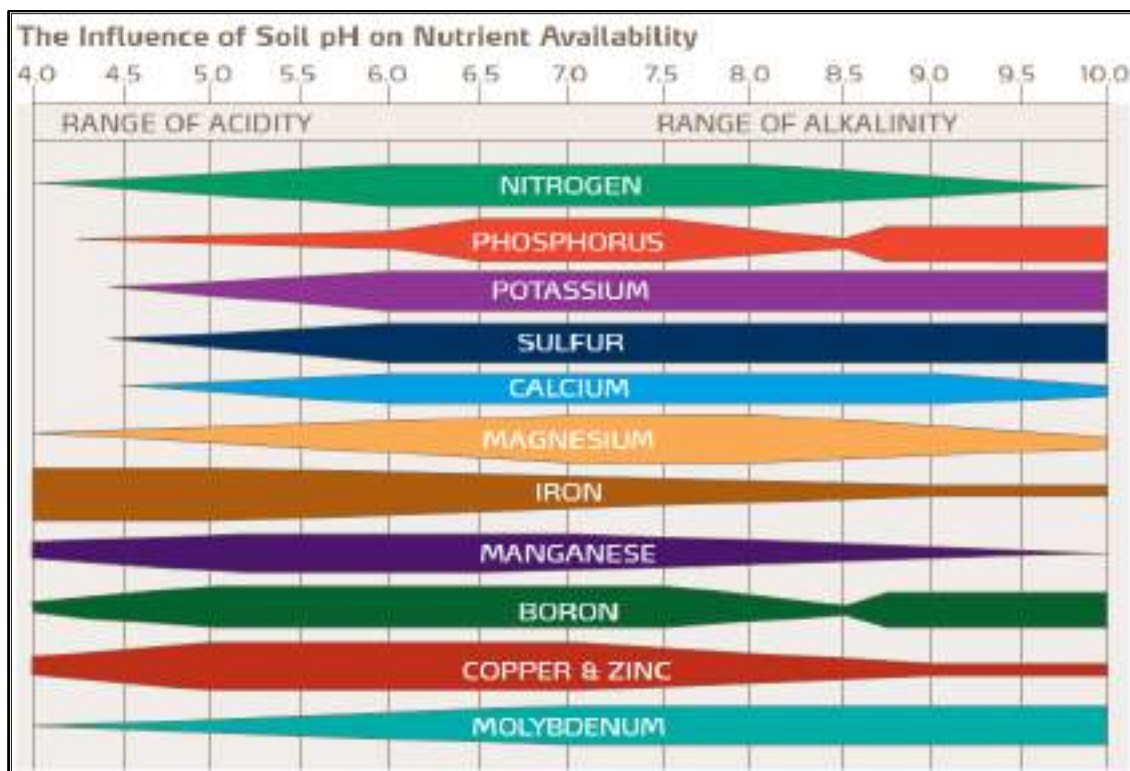 The Influence of Soil pH on Nutrient Availability
4.0 4.5 5.0 5.5 6.0 6.5 7.0 7.5 8.0 8.5 9.0 9.5 10.0
RANGE OF ACIDITY RANGE OF ALKALINITY
NITROGEN
PHOSPHORUS
POTASSIUM
SULFUR
CALCIUM
MAGNESIUM
IRON
MANGANESE
BORON
COPPER & ZINC
MOLYBDENUM